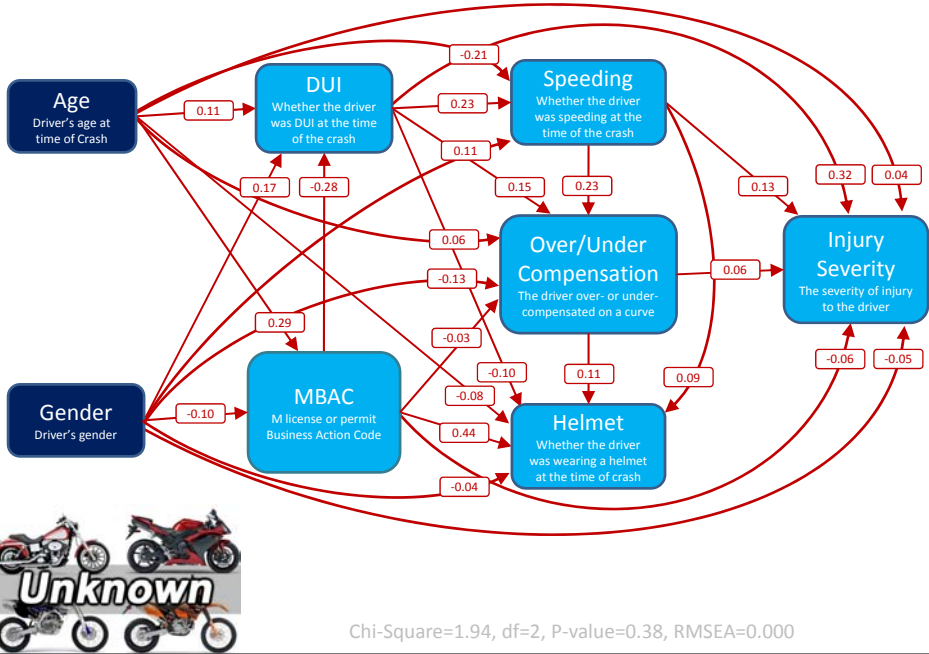 Age
Driver's age at
time of Crash
DUI
Whether the driver
was DUI at the time
of the crash
Speeding
Whether the driver
was speeding at the
time of the crash
-0.21
0.11
0.23
0.11
0.17
-0.28
0.15
0.23
0.13
0.32
0.04
Over/Under
Compensation
The driver over- or under-
compensated on a curve
Injury
Severity
The severity of injury
to the driver
0.06
0.06
-0.13
0.29
-0.03
-0.10
0.11
0.09
-0.06
-0.05
-0.08
Gender
Driver's gender
-0.10
MBAC
M license or permit
Business Action Code
0.44
-0.04
Helmet
Whether the driver
was wearing a helmet
at the time of crash
Unknown
Chi-Square=1.94, df=2, P-value=0.38, RMSEA=0.000